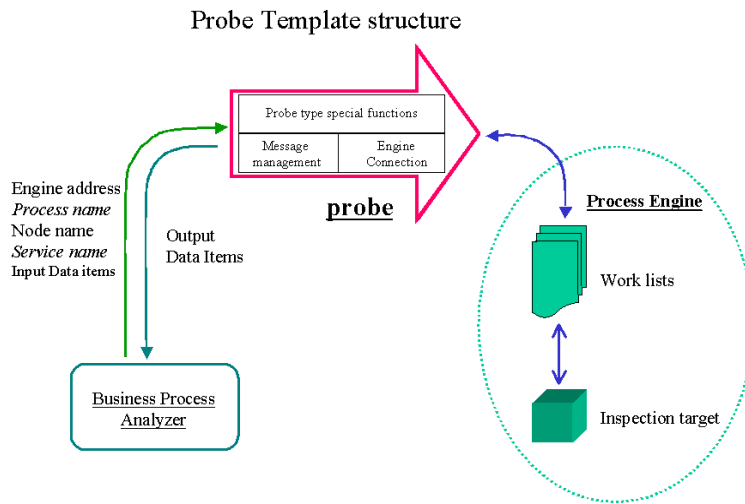 Probe Template structure
Probe type special functions
Message
management
Engine
Connection
probe
Engine address
Process name
Node name
Service name
Input Data items
Output
Data Items
Business Process
Analyzer
Process Engine
Work lists
Inspection target